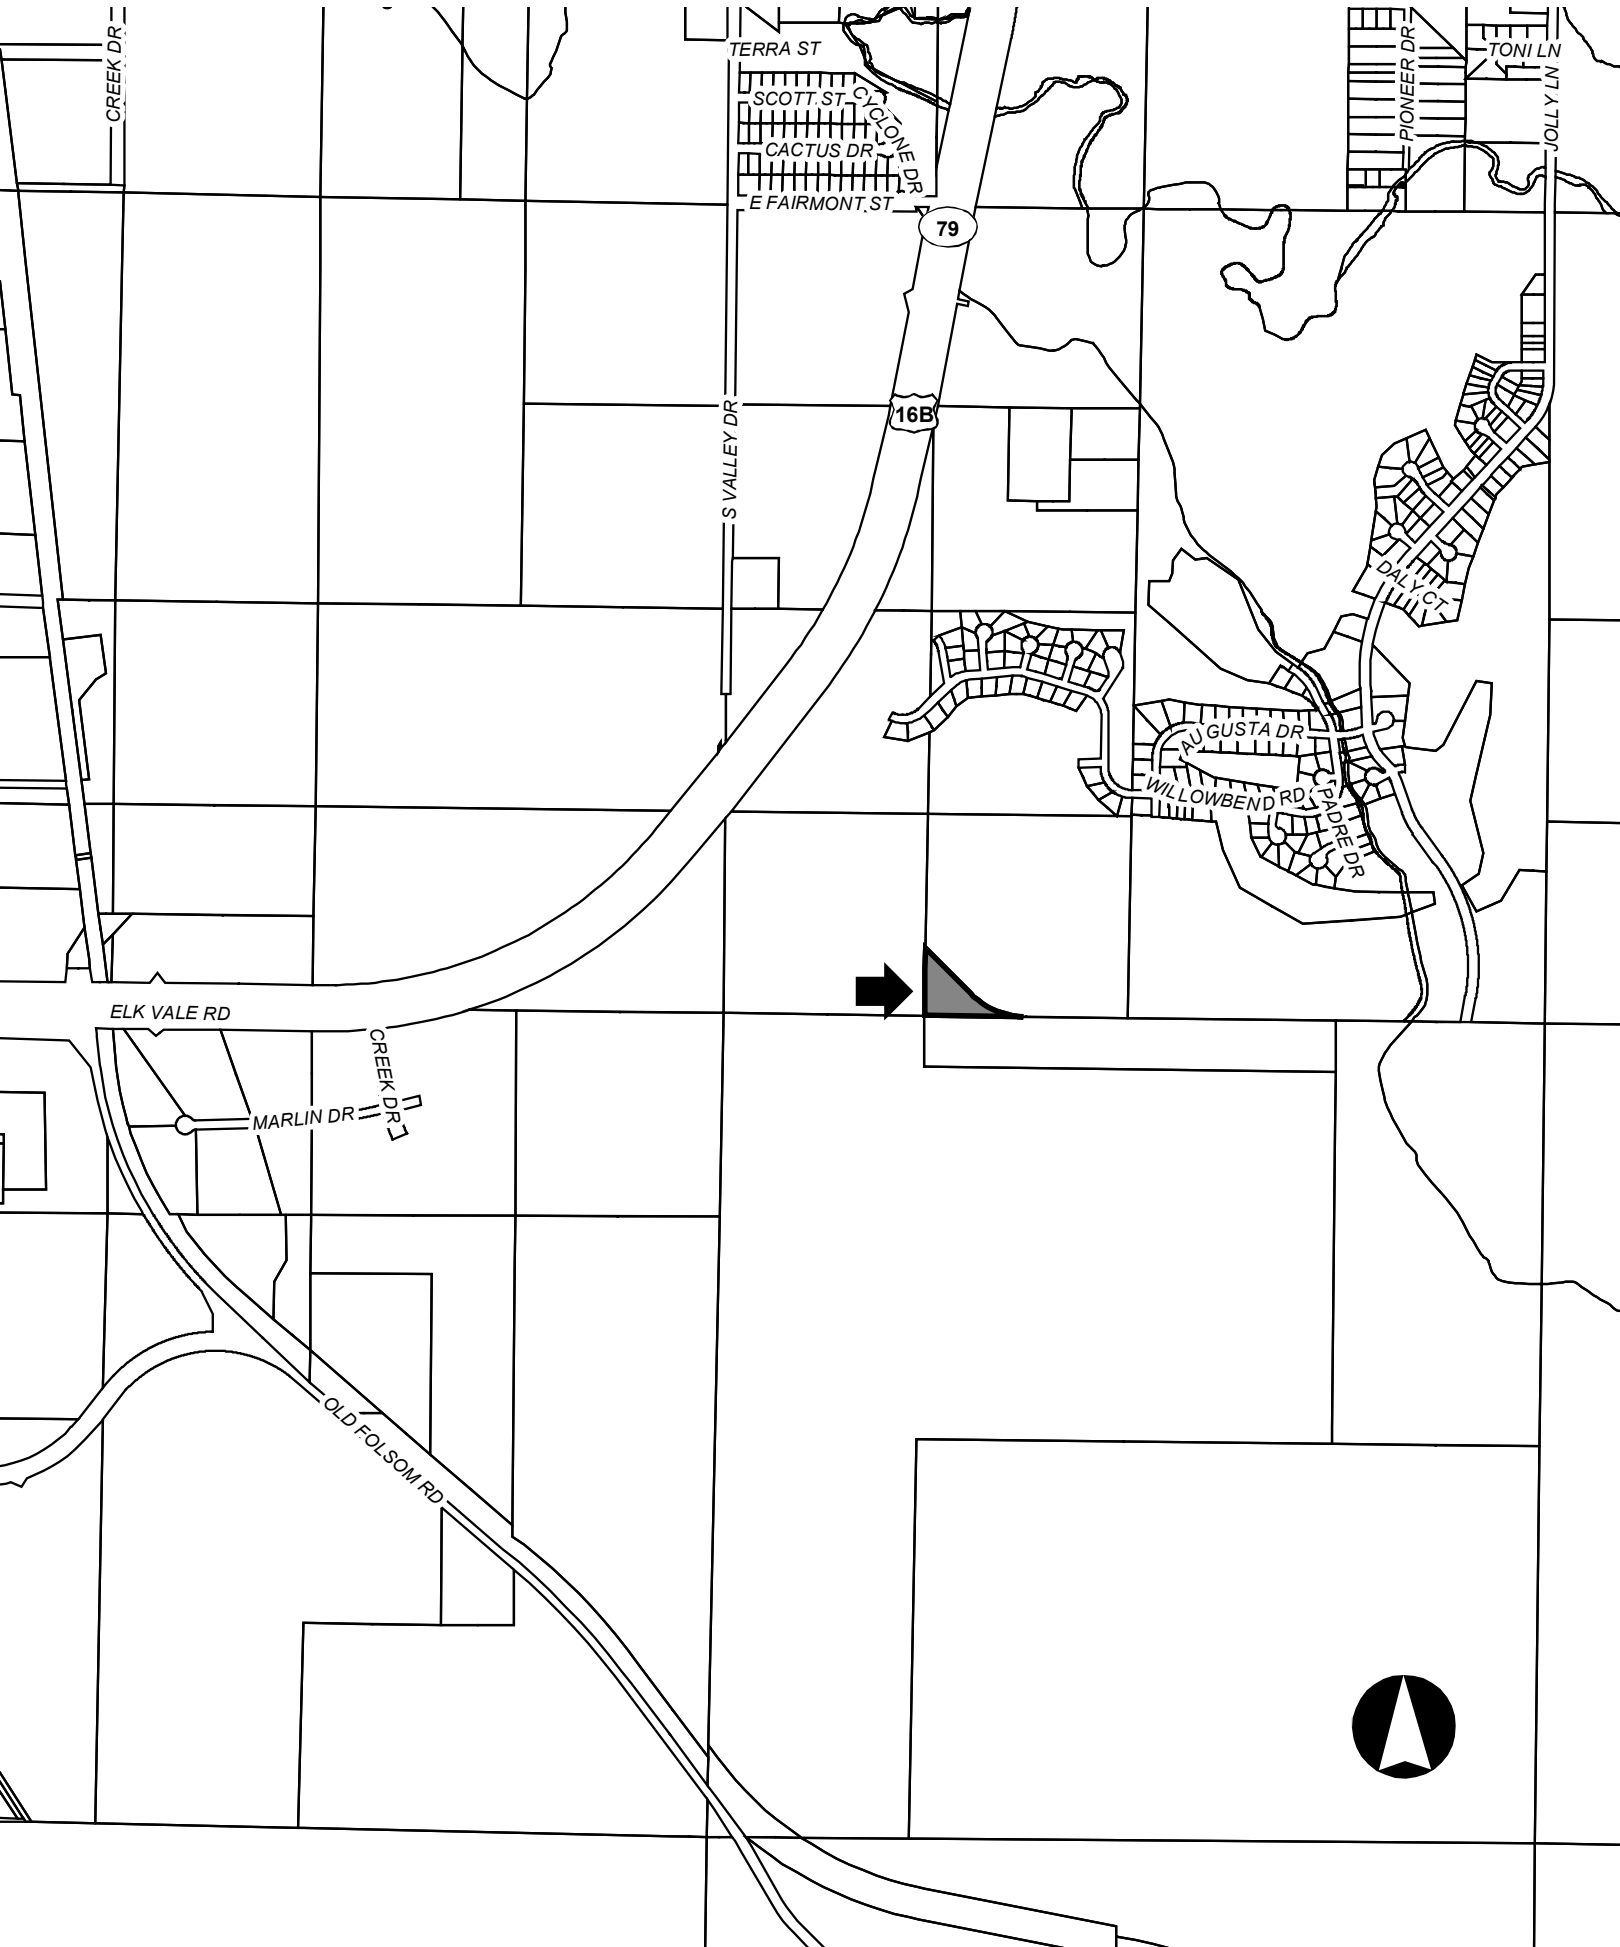 CREEK DR
TERRA ST
PIONEER DR
TONI LN
JOLLY LN
SCOTT ST
CYCLONE DR
CACTUS DR
E FAIRMONT ST
79
16B
S VALLEY DR
DALY CT
AUGUSTA DR
WILLOWBEND RD
PADRE DR
ELK VALE RD
CREEK DR
MARLIN DR
OLD FOLSOM RD